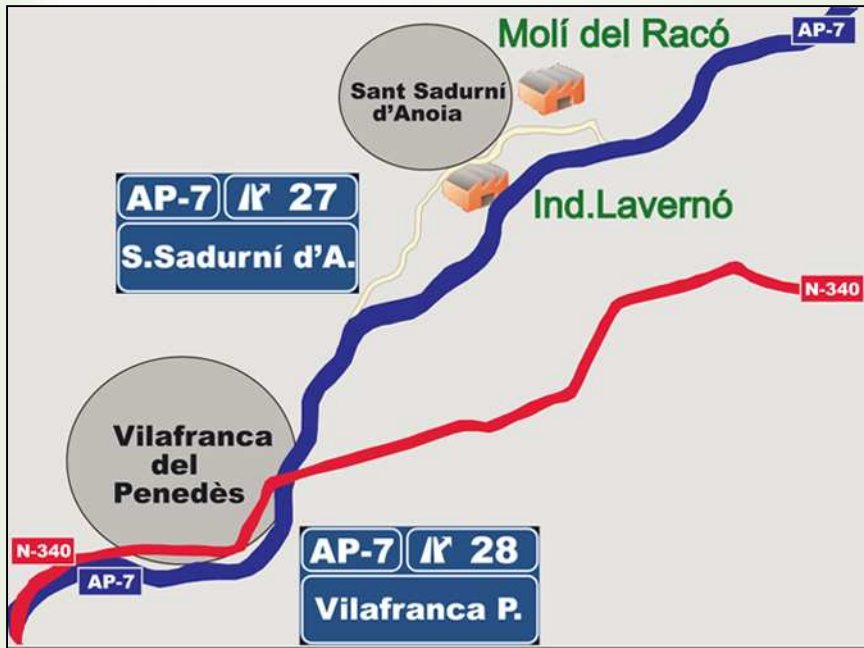 Molí del Racó
AP-7
Sant Sadurní
d'Anoia
AP-7 27
S.Sadurní d'A.
Ind.Lavernó
N-340
Vilafranca
del
Penedès
N-340
AP-7
AP-7 28
Vilafranca P.